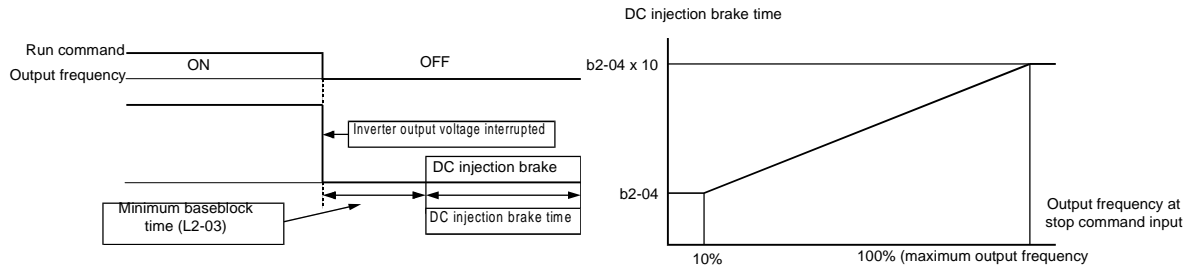 Run command
ON
OFF
Output frequency
Inverter output voltage interrupted
DC injection brake
Minimum baseblock
time (L2-03)
DC injection brake time
DC injection brake time
b2-04 x 10
b2-04
Output frequency at
stop command input
10%
100% (maximum output frequency